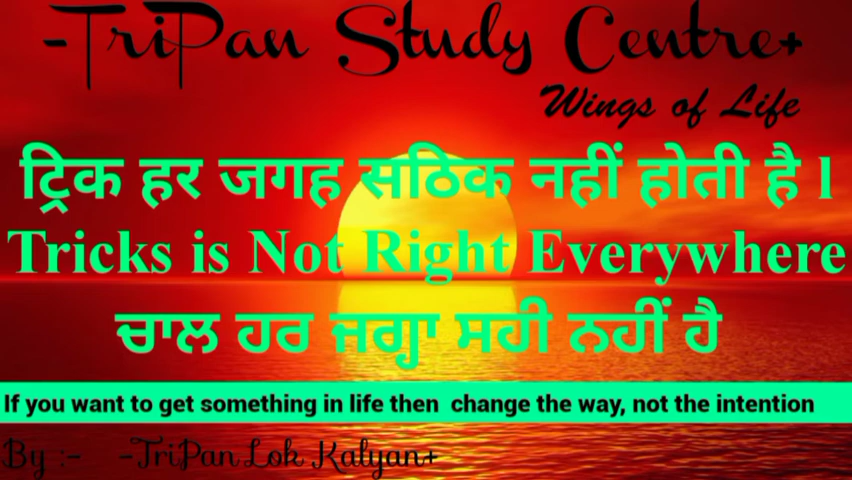 -TriPan Study Centre+
Wings of Life
ट्रिक हर जगह सठिक नहीं होती है l
Tricks is Not Right Everywhere
ਚਾਲ ਹਰ ਜਗ੍ਹਾ ਸਹੀ ਨਹੀਂ ਹੈ
If you want to get something in life then change the way, not the intention
By :- -TriPan Lok Kalyan+